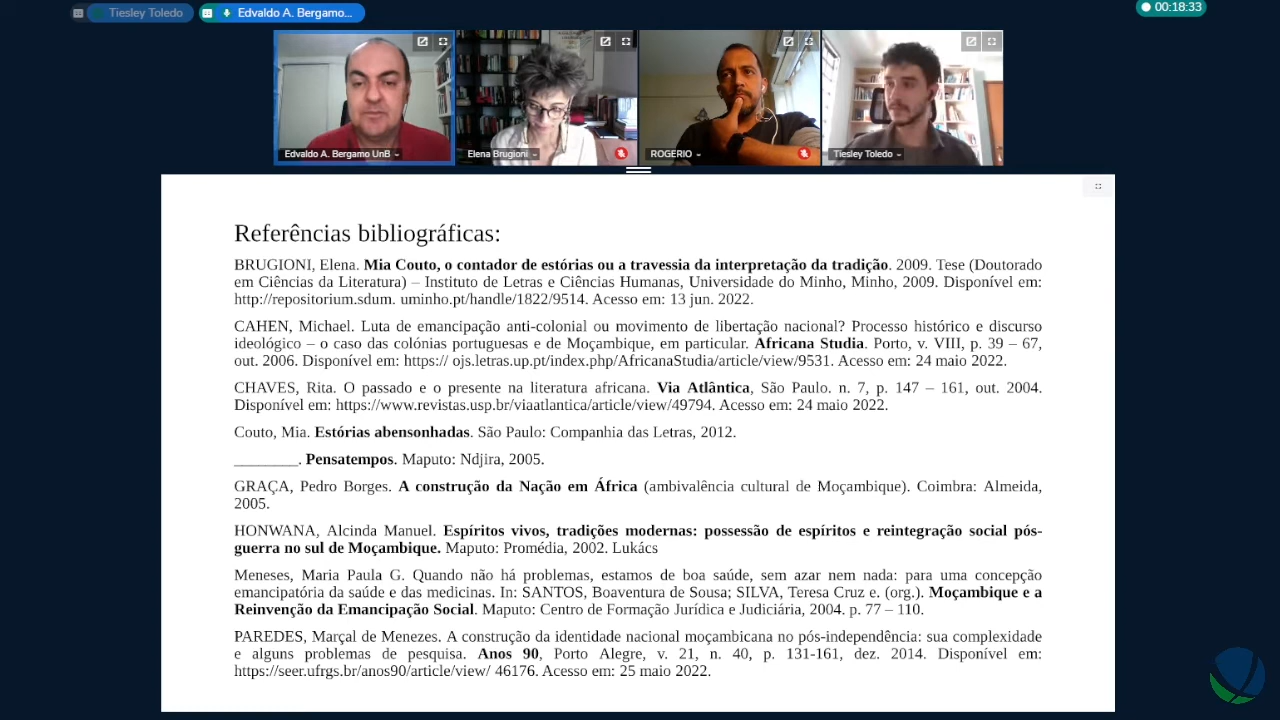 Tiesley Toledo
Edvaldo A. Bergamo...
00:18:33
Edvaldo A. Bergamo UnB
Elena Brugioni
ROGÉRIO
Tiesley Toledo
Referências bibliográficas:
BRUGIONI, Elena. Mia Couto, o contador de estórias ou a travessia da interpretação da tradição. 2009. Tese (Doutorado
em Ciências da Literatura) – Instituto de Letras e Ciências Humanas, Universidade do Minho, Minho, 2009. Disponível em:
http://repositorium.sdum. uminho.pt/handle/1822/9514. Acesso em: 13 jun. 2022.
CAHEN, Michael. Luta de emancipação anti-colonial ou movimento de libertação nacional? Processo histórico e discurso
ideológico – o caso das colónias portuguesas e de Moçambique, em particular. Africana Studia. Porto, v. VIII, p. 39 – 67,
out. 2006. Disponível em: https:// ojs.letras.up.pt/index.php/AfricanaStudia/article/view/9531. Acesso em: 24 maio 2022.
CHAVES, Rita. O passado e o presente na literatura africana. Via Atlântica, São Paulo. n. 7, p. 147 – 161, out. 2004.
Disponível em: https://www.revistas.usp.br/viaatlantica/article/view/49794. Acesso em: 24 maio 2022.
Couto, Mia. Estórias abensonhadas. São Paulo: Companhia das Letras, 2012.
________. Pensatempos. Maputo: Ndjira, 2005.
GRAÇA, Pedro Borges. A construção da Nação em África (ambivalência cultural de Moçambique). Coimbra: Almeida,
2005.
HONWANA, Alcinda Manuel. Espíritos vivos, tradições modernas: possessão de espíritos e reintegração social pós-
guerra no sul de Moçambique. Maputo: Promédia, 2002. Lukács
Meneses, Maria Paula G. Quando não há problemas, estamos de boa saúde, sem azar nem nada: para uma concepção
emancipatória da saúde e das medicinas. In: SANTOS, Boaventura de Sousa; SILVA, Teresa Cruz e. (org.). Moçambique e a
Reinvenção da Emancipação Social. Maputo: Centro de Formação Jurídica e Judiciária, 2004. p. 77 – 110.
PAREDES, Marçal de Menezes. A construção da identidade nacional moçambicana no pós-independência: sua complexidade
e alguns problemas de pesquisa. Anos 90, Porto Alegre, v. 21, n. 40, p. 131-161, dez. 2014. Disponível em:
https://seer.ufrgs.br/anos90/article/view/ 46176. Acesso em: 25 maio 2022.